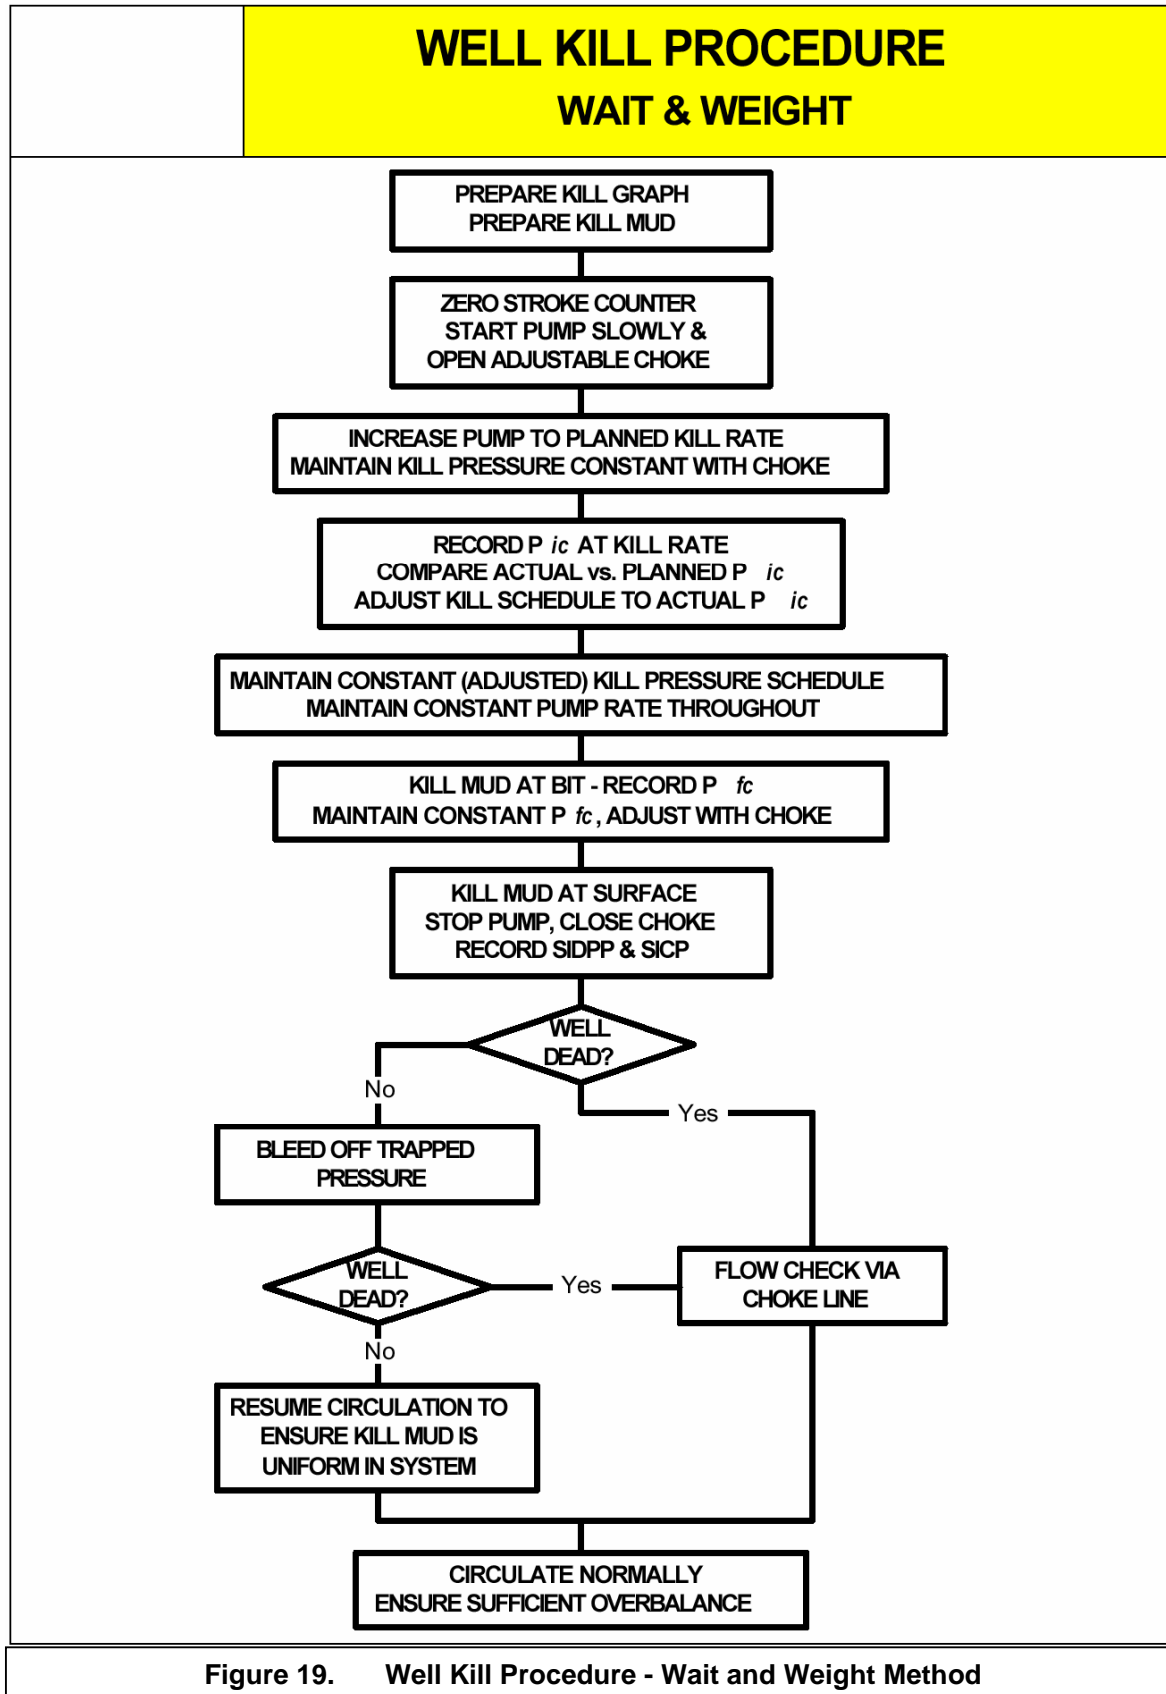 WELL KILL PROCEDURE
WAIT & WEIGHT
PREPARE KILL GRAPH
PREPARE KILL MUD
ZERO STROKE COUNTER
START PUMP SLOWLY &
OPEN ADJUSTABLE CHOKE
INCREASE PUMP TO PLANNED KILL RATE
MAINTAIN KILL PRESSURE CONSTANT WITH CHOKE
RECORD P ic AT KILL RATE
COMPARE ACTUAL vs. PLANNED P ic
ADJUST KILL SCHEDULE TO ACTUAL P ic
MAINTAIN CONSTANT (ADJUSTED) KILL PRESSURE SCHEDULE
MAINTAIN CONSTANT PUMP RATE THROUGHOUT
KILL MUD AT BIT - RECORD P fc
MAINTAIN CONSTANT P fc, ADJUST WITH CHOKE
KILL MUD AT SURFACE
STOP PUMP, CLOSE CHOKE
RECORD SIDPP & SICP
WELL
DEAD?
No
Yes
BLEED OFF TRAPPED
PRESSURE
WELL
DEAD?
Yes
FLOW CHECK VIA
CHOKE LINE
No
RESUME CIRCULATION TO
ENSURE KILL MUD IS
UNIFORM IN SYSTEM
CIRCULATE NORMALLY
ENSURE SUFFICIENT OVERBALANCE
Figure 19. Well Kill Procedure - Wait and Weight Method